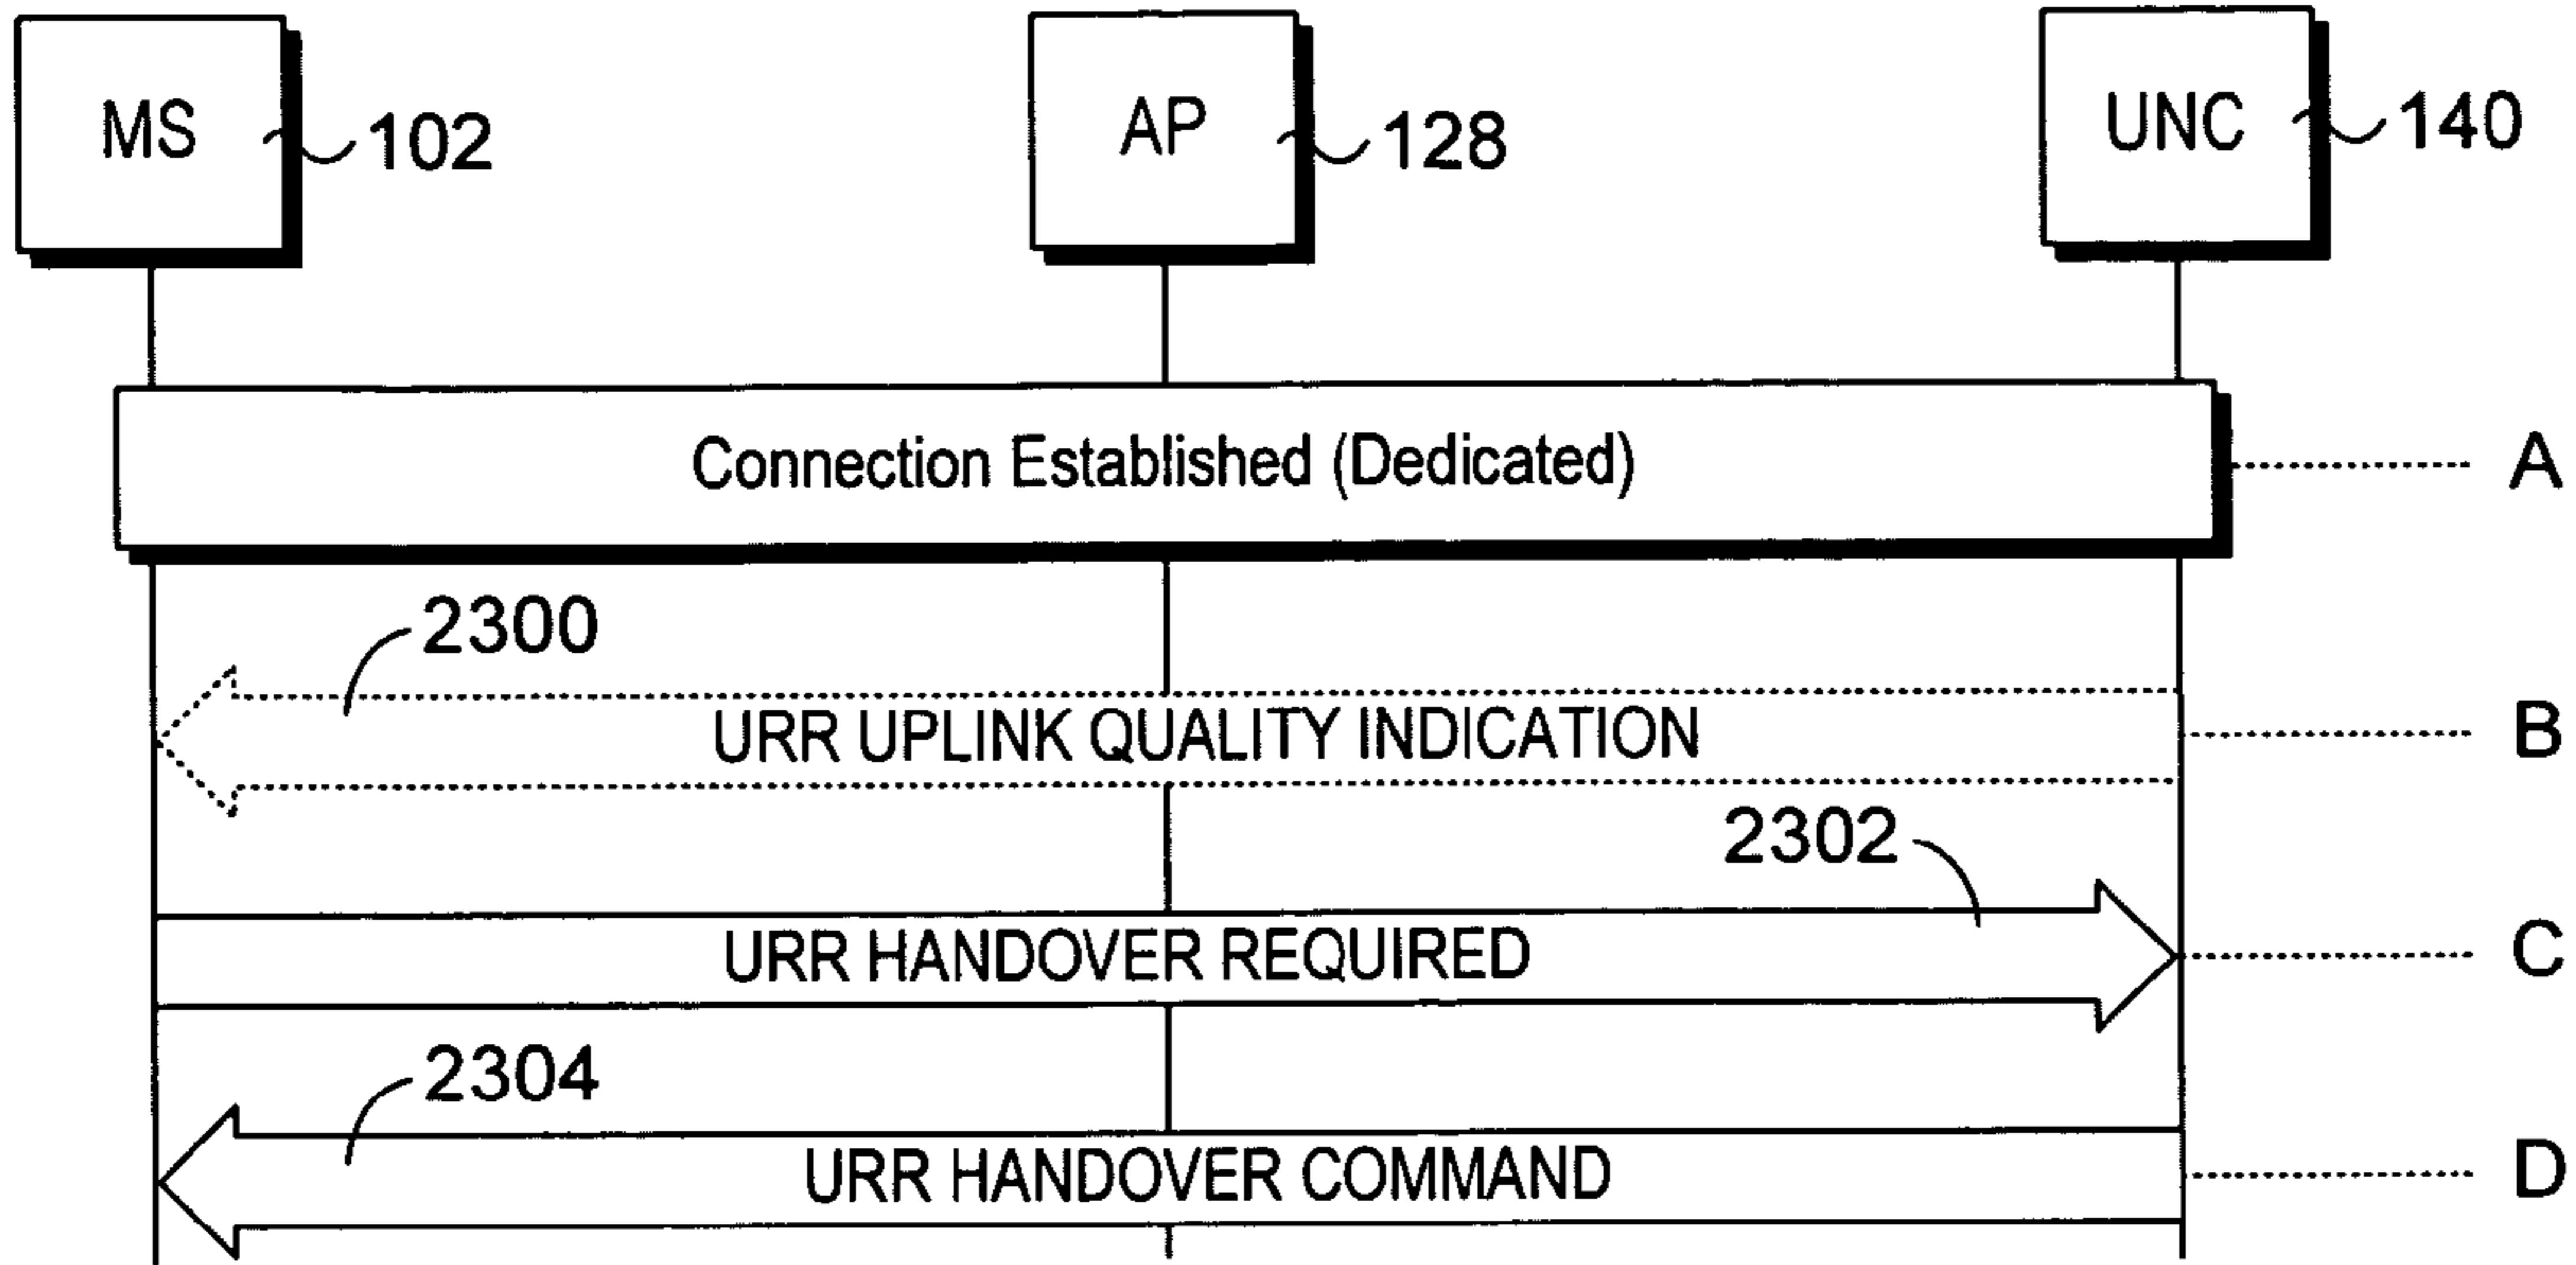 MS
102
AP
128
UNC
140
Connection Established (Dedicated)
A
2300
URR UPLINK QUALITY INDICATION
B
2302
URR HANDOVER REQUIRED
C
2304
URR HANDOVER COMMAND
D